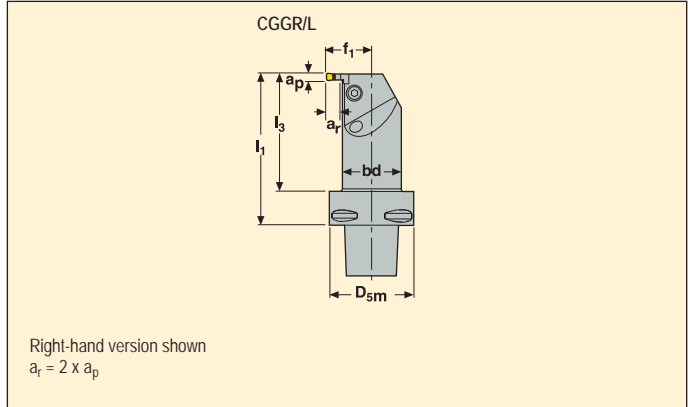 CGGR/L
f₁
aₚ
aᵣ
l₃
l₁
bd
D₅ₘ
Right-hand version shown
aᵣ = 2 x aₚ